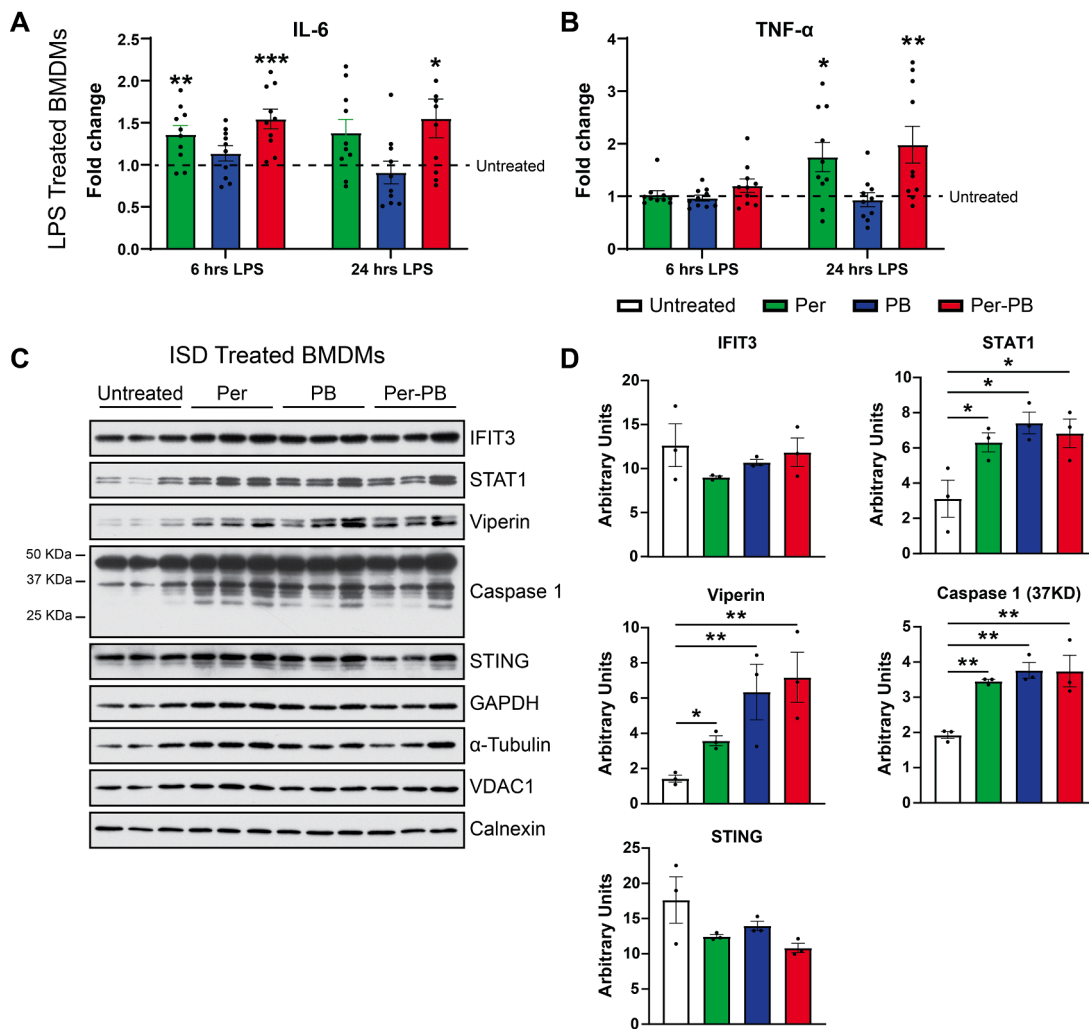 A
IL-6
LPS Treated BMDMs
Fold change
2.5
2.0
1.5
1.0
0.5
0.0
**
***
*
Untreated
6 hrs LPS
24 hrs LPS
B
TNF-α
Fold change
4
3
2
1
0
*
**
Untreated
6 hrs LPS
24 hrs LPS
Untreated
Per
PB
Per-PB
C
ISD Treated BMDMs
Untreated
Per
PB
Per-PB
IFIT3
STAT1
Viperin
50 KDa
37 KDa
25 KDa
Caspase 1
STING
GAPDH
α-Tubulin
VDAC1
Calnexin
D
IFIT3
Arbitrary Units
20
15
10
5
0
STAT1
Arbitrary Units
10
8
6
4
2
0
*
*
*
Viperin
Arbitrary Units
10
8
6
4
2
0
**
**
*
Caspase 1 (37KD)
Arbitrary Units
5
4
3
2
1
0
**
**
**
STING
Arbitrary Units
25
20
15
10
5
0